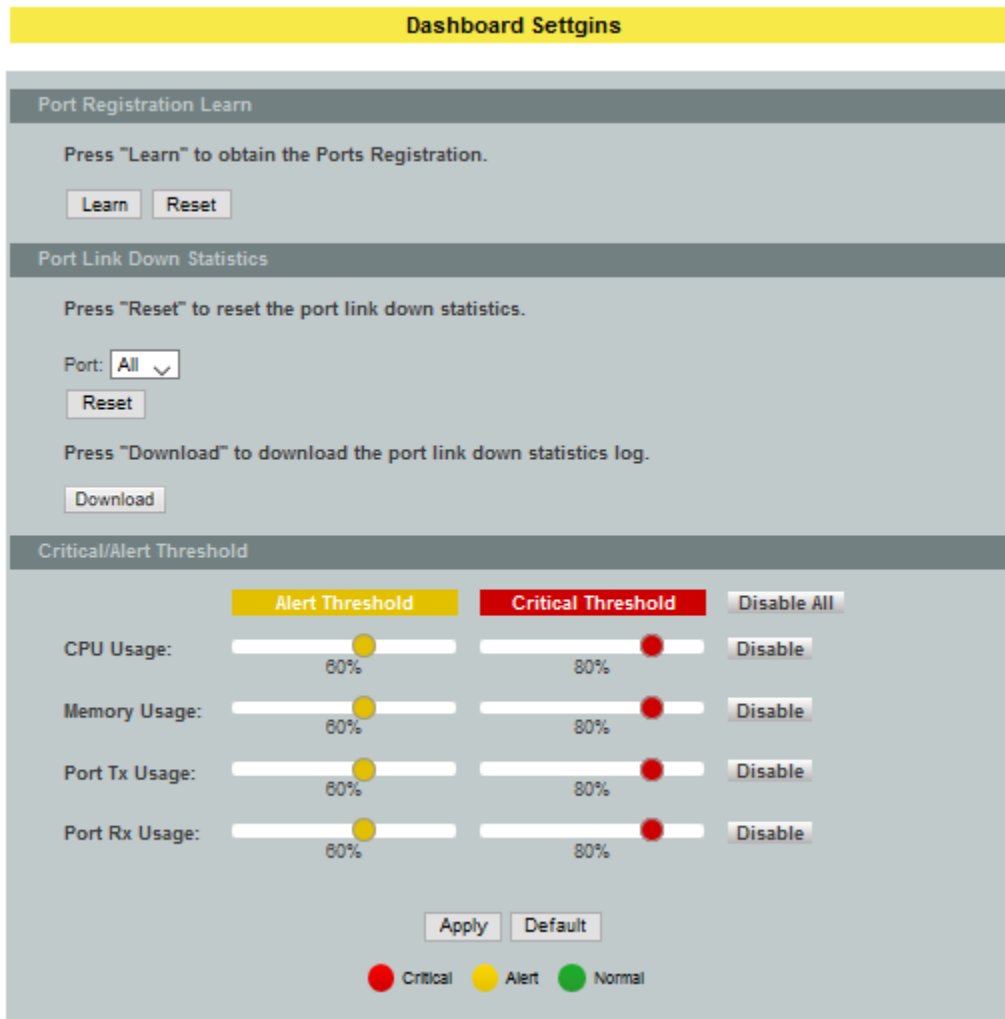 Dashboard Settgins
Port Registration Learn
Press "Learn" to obtain the Ports Registration.
Learn Reset
Port Link Down Statistics
Press "Reset" to reset the port link down statistics.
Port: All
Reset
Press "Download" to download the port link down statistics log.
Download
Critical/Alert Threshold
Alert Threshold Critical Threshold Disable All
CPU Usage: Disable
60% 80%
Memory Usage: Disable
60% 80%
Port Tx Usage: Disable
60% 80%
Port Rx Usage: Disable
60% 80%
Apply Default
Critical Alert Normal